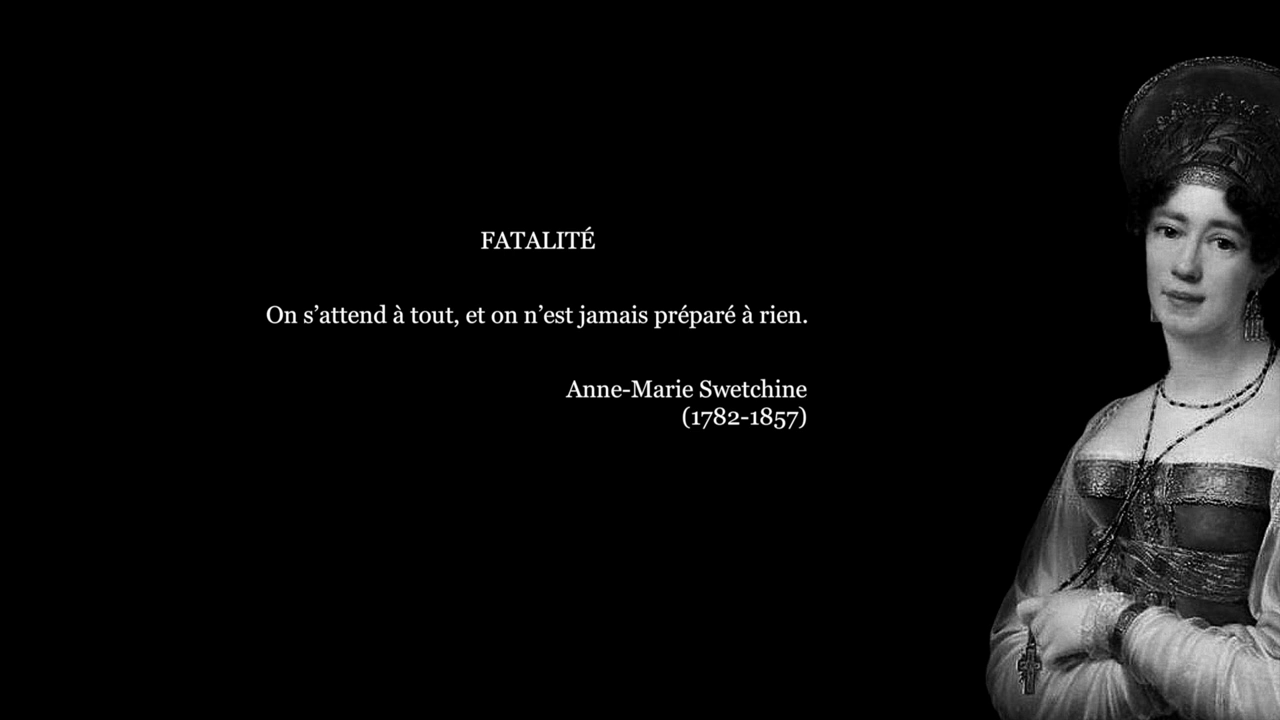 FATALITÉ
On s’attend à tout, et on n’est jamais préparé à rien.
Anne-Marie Swetchine
(1782-1857)